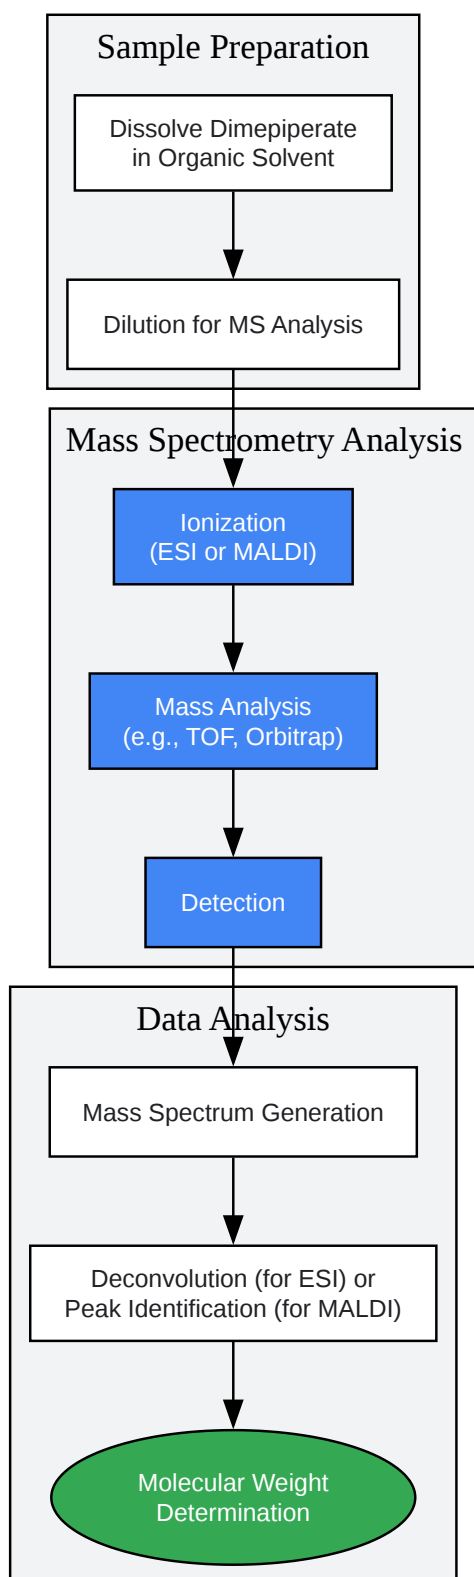 Sample Preparation
Dissolve Dimepiperate
in Organic Solvent
Dilution for MS Analysis
Mass Spectrometry Analysis
Ionization
(ESI or MALDI)
Mass Analysis
(e.g., TOF, Orbitrap)
Detection
Data Analysis
Mass Spectrum Generation
Deconvolution (for ESI) or
Peak Identification (for MALDI)
Molecular Weight
Determination